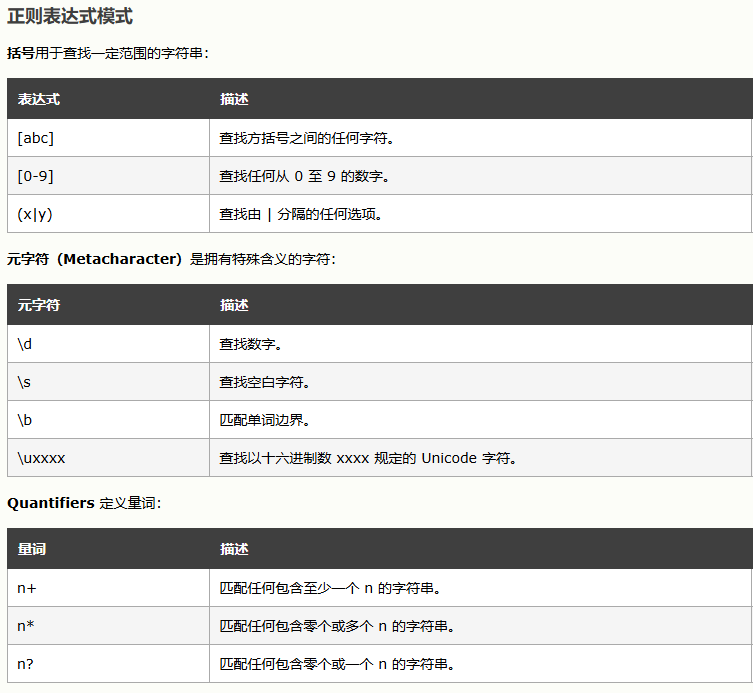 正则表达式模式
括号用于查找一定范围的字符串：
表达式 描述
[abc] 查找方括号之间的任何字符。
[0-9] 查找任何从 0 至 9 的数字。
(x|y) 查找由 | 分隔的任何选项。
元字符（Metacharacter）是拥有特殊含义的字符：
元字符 描述
\d 查找数字。
\s 查找空白字符。
\b 匹配单词边界。
\uxxxx 查找以十六进制数 xxxx 规定的 Unicode 字符。
Quantifiers 定义量词：
量词 描述
n+ 匹配任何包含至少一个 n 的字符串。
n* 匹配任何包含零个或多个 n 的字符串。
n? 匹配任何包含零个或一个 n 的字符串。